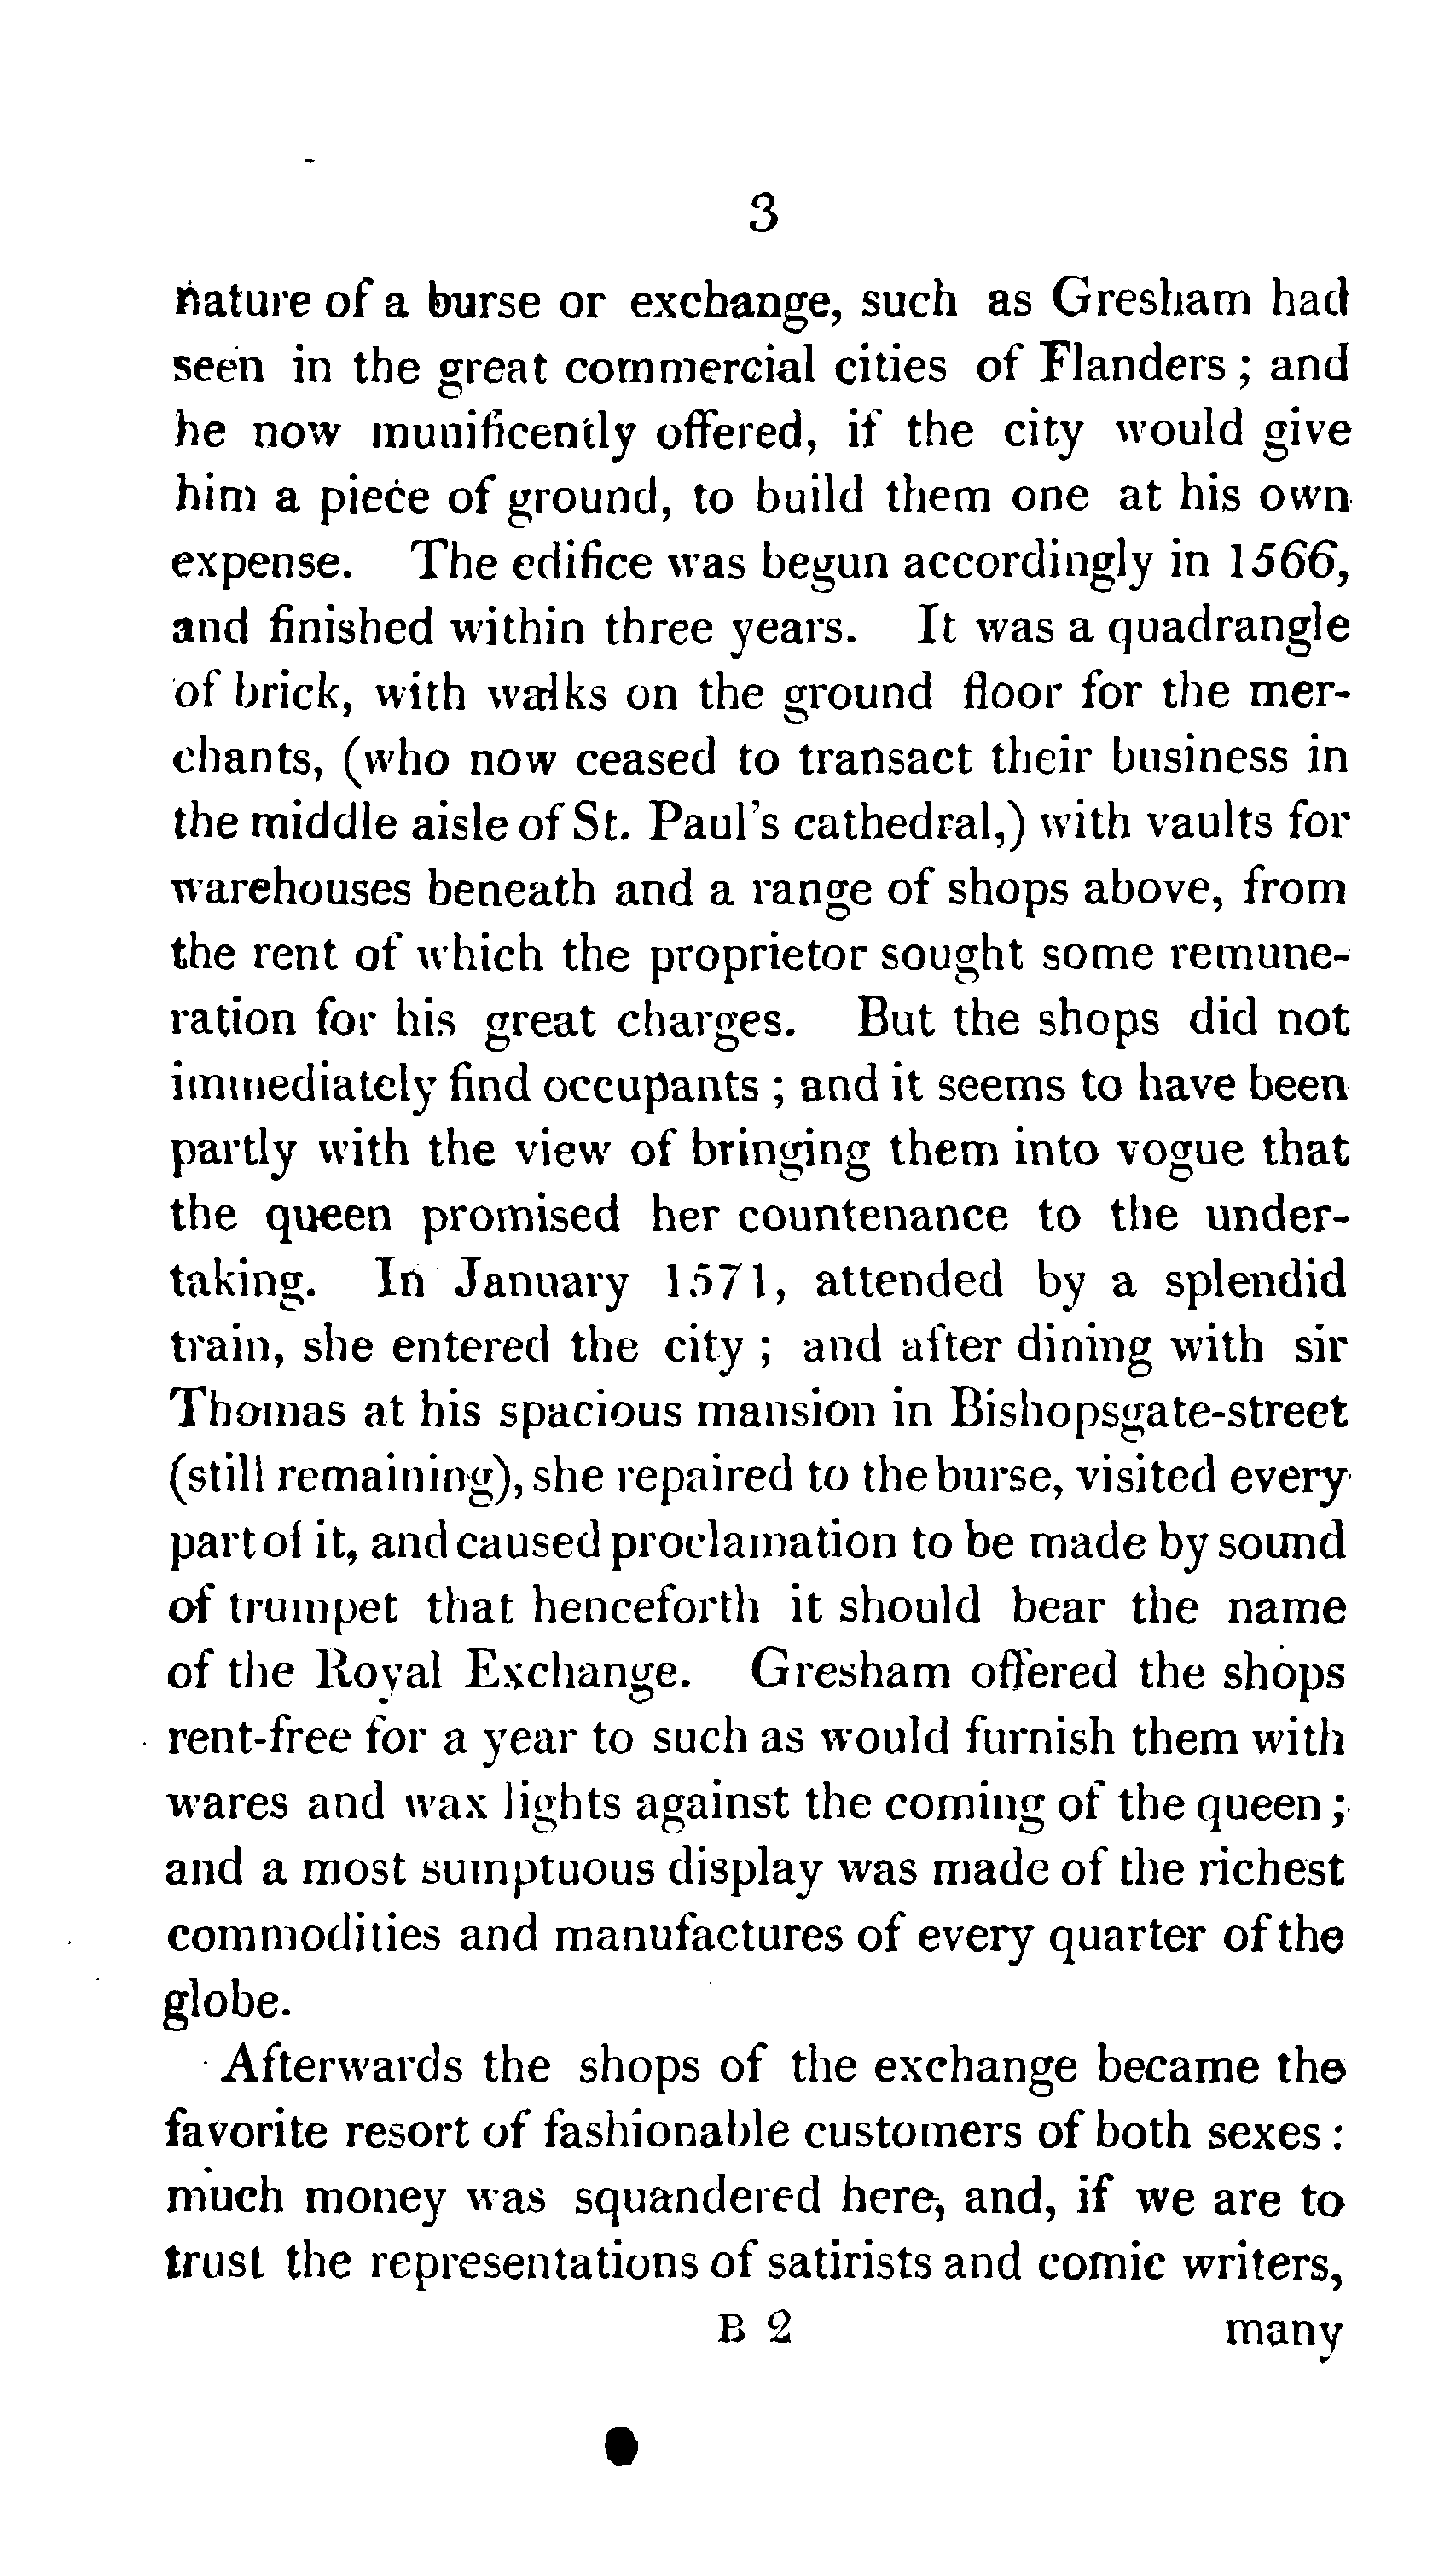 3
nature of a burse or exchange, such as Gresham had
seen in the great commercial cities of Flanders ; and
he now munificently offered, if the city would give
him a piece of ground, to build them one at his own
expense. The edifice was begun accordingly in 1566,
and finished within three years. It was a quadrangle
of brick, with walks on the ground floor for the mer-
chants, (who now ceased to transact their business in
the middle aisle of St. Paul's cathedral,) with vaults for
warehouses beneath and a range of shops above, from
the rent of which the proprietor sought some remune-
ration for his great charges. But the shops did not
immediately find occupants ; and it seems to have been
partly with the view of bringing them into vogue that
the queen promised her countenance to the under-
taking. In January 1571, attended by a splendid
train, she entered the city ; and after dining with sir
Thomas at his spacious mansion in Bishopsgate-street
(still remaining), she repaired to the burse, visited every
part of it, and caused proclamation to be made by sound
of trumpet that henceforth it should bear the name
of the Royal Exchange. Gresham offered the shops
rent-free for a year to such as would furnish them with
wares and wax lights against the coming of the queen ;
and a most sumptuous display was made of the richest
commodities and manufactures of every quarter of the
globe.
Afterwards the shops of the exchange became the
favorite resort of fashionable customers of both sexes :
much money was squandered here, and, if we are to
trust the representations of satirists and comic writers,
B 2 many